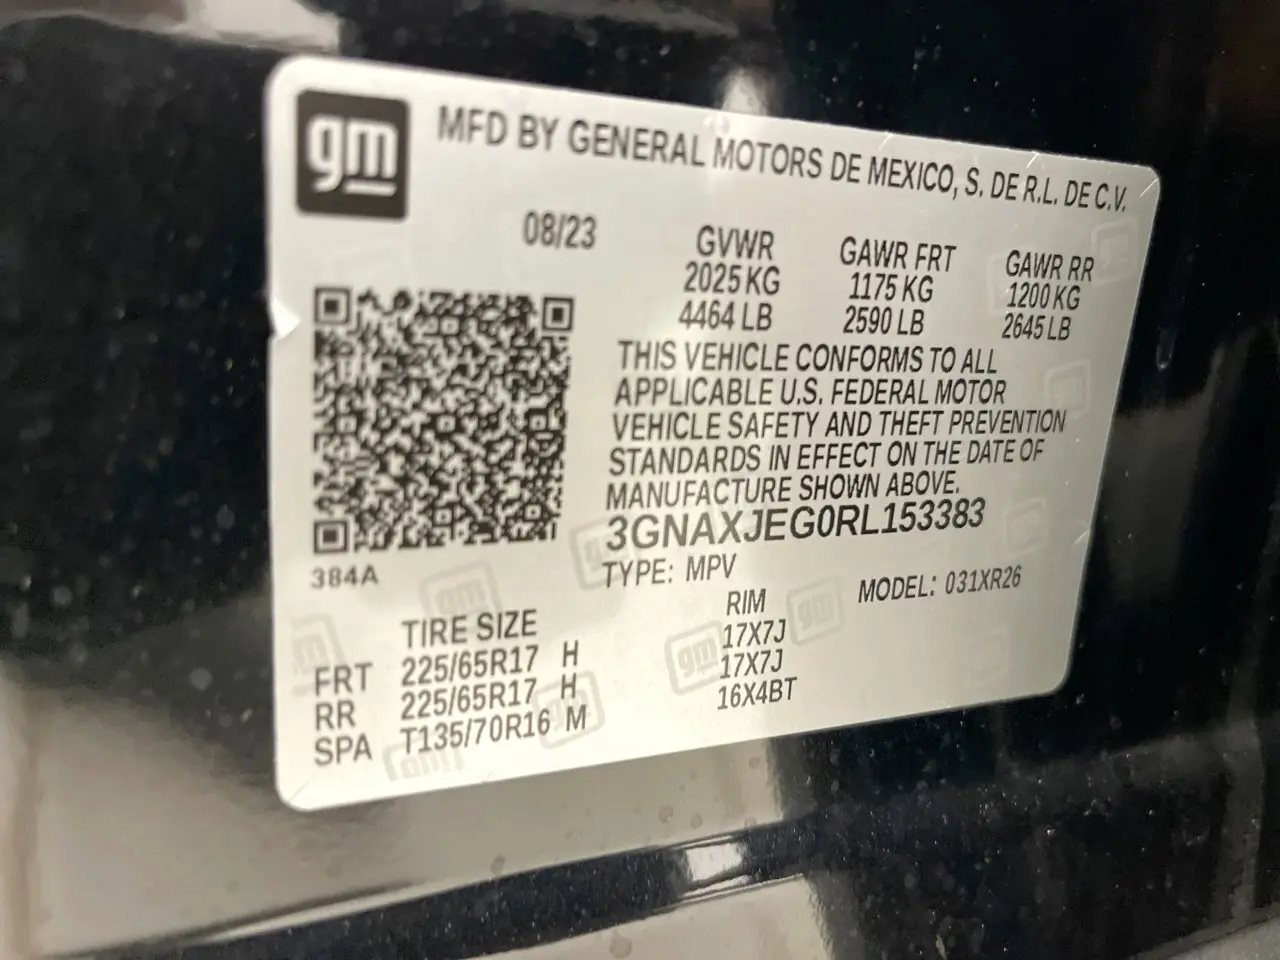 gm
MFD BY GENERAL MOTORS DE MEXICO, S. DE R.L. DE C.V.
08/23
GVWR GAWR FRT GAWR RR
2025 KG 1175 KG 1200 KG
4464 LB 2590 LB 2645 LB
THIS VEHICLE CONFORMS TO ALL
APPLICABLE U.S. FEDERAL MOTOR
VEHICLE SAFETY AND THEFT PREVENTION
STANDARDS IN EFFECT ON THE DATE OF
MANUFACTURE SHOWN ABOVE.
3GNAXJEG0RL153383
384A
TYPE: MPV MODEL: 031XR26
TIRE SIZE RIM
FRT 225/65R17 H 17X7J
RR 225/65R17 H 17X7J
SPA T135/70R16 M 16X4BT